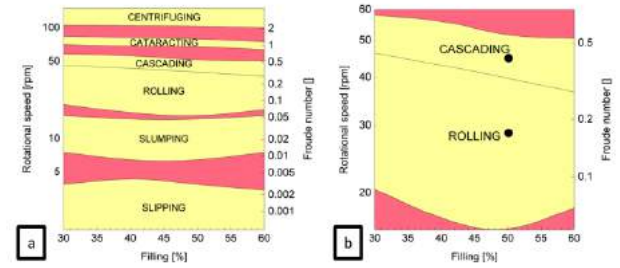 CENTRIFUGING
CATARACTING
CASCADING
ROLLING
SLUMPING
SLIPPING
100
50
10
5
Rotational speed [rpm]
2
1
0.5
0.2
0.1
0.05
0.02
0.01
0.005
0.002
0.001
Froude number []
30 35 40 45 50 55 60
Filling [%]
a
CASCADING
ROLLING
60
50
40
30
20
Rotational speed [rpm]
0.5
0.2
0.1
Froude number []
30 35 40 45 50 55 60
Filling [%]
b